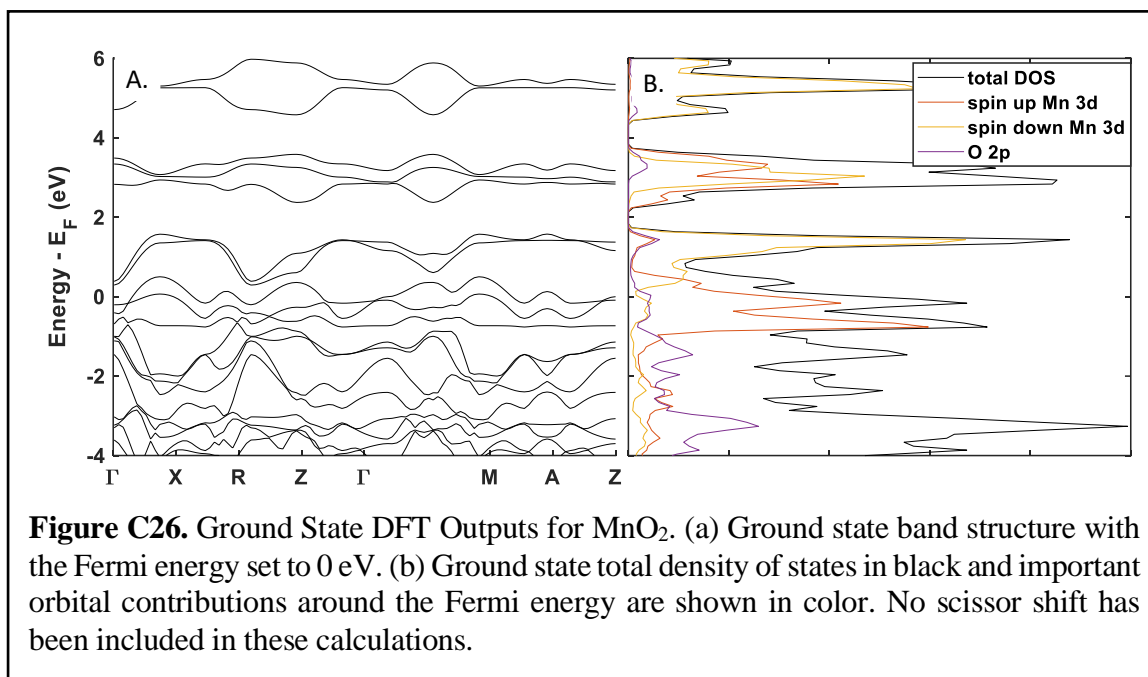 A.
B.
total DOS
spin up Mn 3d
spin down Mn 3d
O 2p
6
4
2
0
-2
-4
Energy - E_F (eV)
Γ X R Z Γ M A Z
Figure C26. Ground State DFT Outputs for MnO₂. (a) Ground state band structure with
the Fermi energy set to 0 eV. (b) Ground state total density of states in black and important
orbital contributions around the Fermi energy are shown in color. No scissor shift has
been included in these calculations.